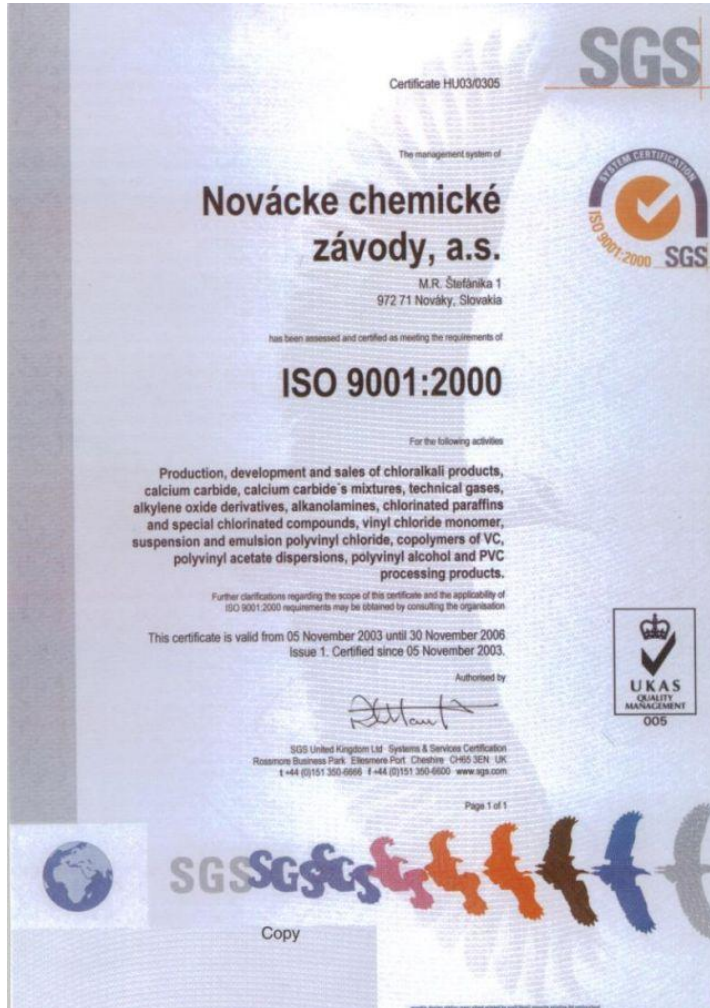 SGS
Certificate HU03/0305
The management system of
Novácke chemické
závody, a.s.
M.R. Štefánika 1
972 71 Nováky, Slovakia
SYSTEM CERTIFICATION
ISO 9001:2000
SGS
has been assessed and certified as meeting the requirements of
ISO 9001:2000
For the following activities
Production, development and sales of chloralkali products,
calcium carbide, calcium carbide´s mixtures, technical gases,
alkylene oxide derivatives, alkanolamines, chlorinated paraffins
and special chlorinated compounds, vinyl chloride monomer,
suspension and emulsion polyvinyl chloride, copolymers of VC,
polyvinyl acetate dispersions, polyvinyl alcohol and PVC
processing products.
Further clarifications regarding the scope of this certificate and the applicability of
ISO 9001:2000 requirements may be obtained by consulting the organisation
This certificate is valid from 05 November 2003 until 30 November 2006
Issue 1. Certified since 05 November 2003.
Authorised by
UKAS
QUALITY
MANAGEMENT
005
SGS United Kingdom Ltd Systems & Services Certification
Rossmore Business Park Ellesmere Port Cheshire CH65 3EN UK
t +44 (0)151 350-6666 f +44 (0)151 350-6600 www.sgs.com
Page 1 of 1
SGS SGS SGS
Copy